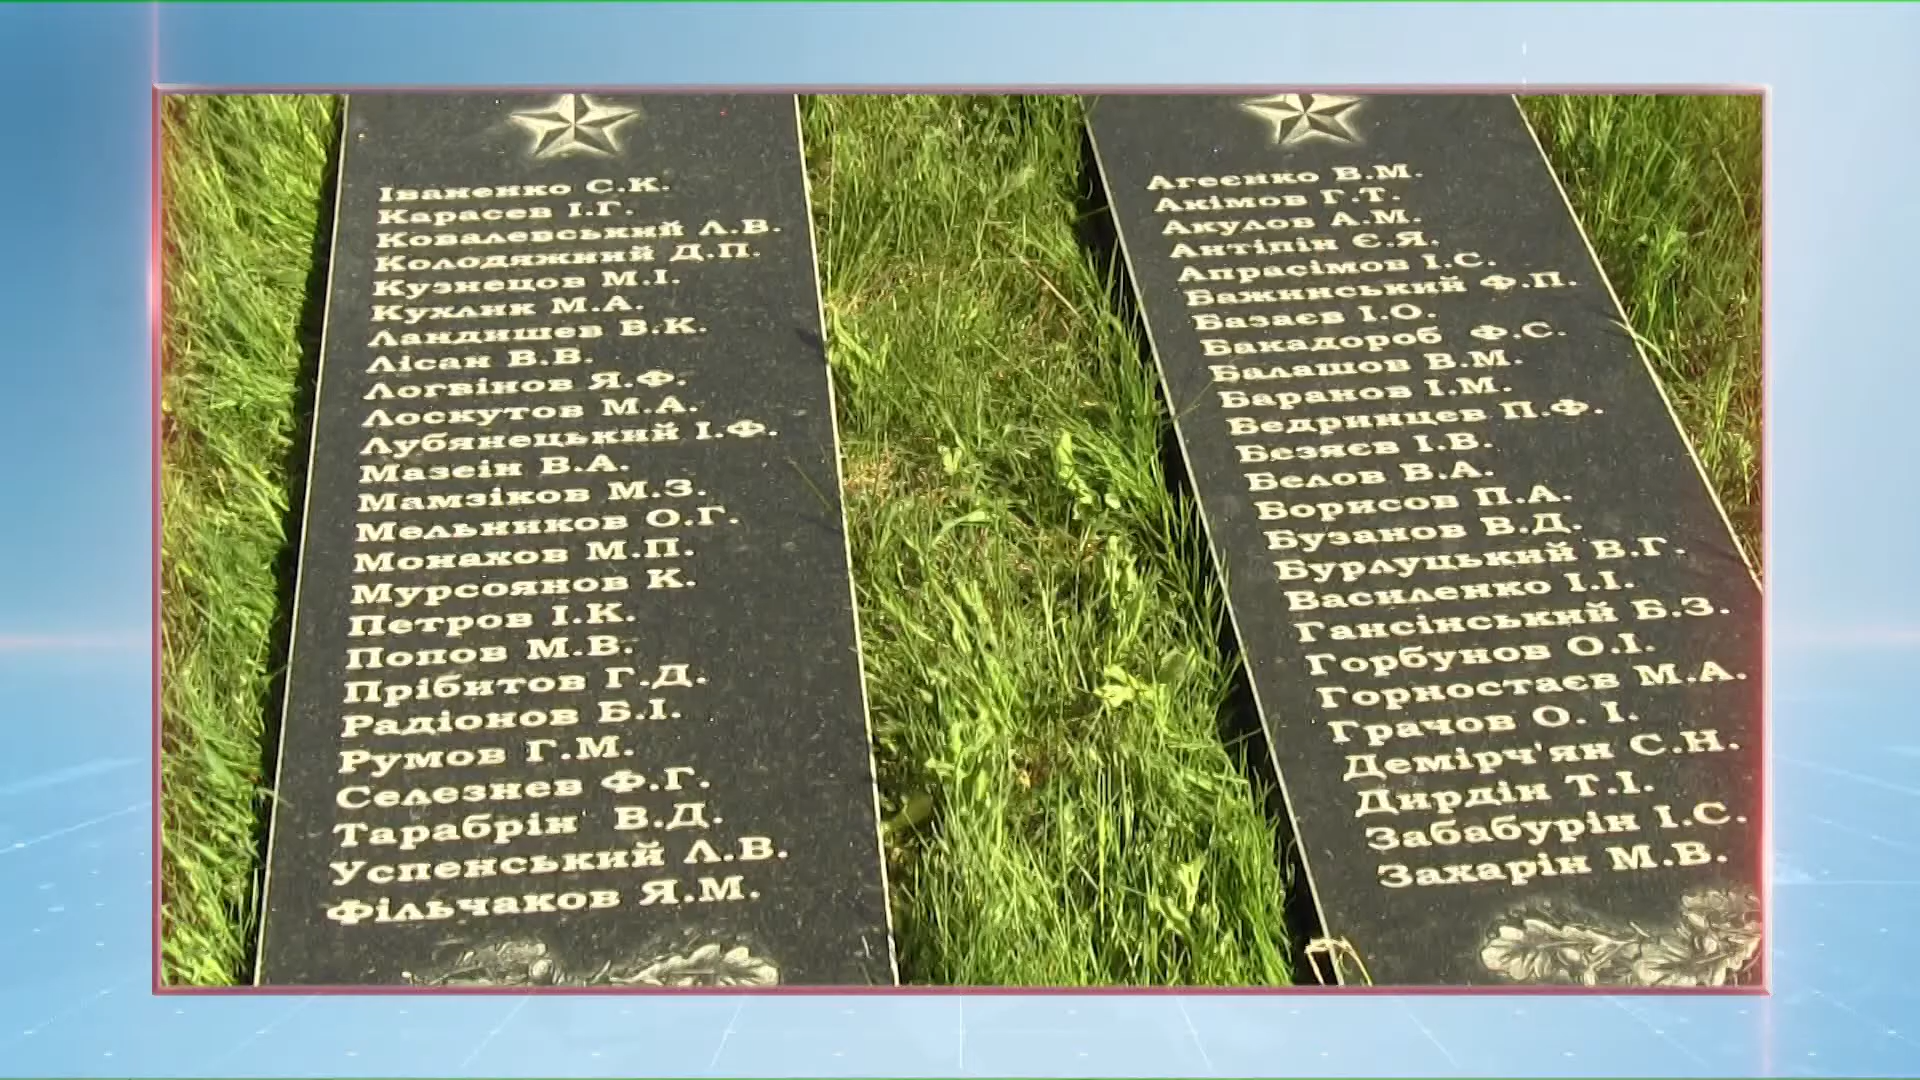 Іваненко С.К.
Карасев І.Г.
Ковалевський Л.В.
Колодяжний Д.П.
Кузнецов М.І.
Кухлик М.А.
Ландишев В.К.
Лісан В.В.
Логвінов Я.Ф.
Лоскутов М.А.
Лубянецький І.Ф.
Мазеін В.А.
Мамзіков М.З.
Мельников О.Г.
Монахов М.П.
Мурсоянов К.
Петров І.К.
Попов М.В.
Прібитов Г.Д.
Радіонов Б.І.
Румов Г.М.
Селезнев Ф.Г.
Тарабрін В.Д.
Успенський Л.В.
Фільчаков Я.М.
Агеєнко В.М.
Акімов Г.Т.
Акулов А.М.
Антіпін Є.Я.
Апрасімов І.С.
Бажинський Ф.П.
Базаєв І.О.
Бакадороб Ф.С.
Балашов В.М.
Баранов І.М.
Бедринцев П.Ф.
Безяєв І.В.
Белов В.А.
Борисов П.А.
Бузанов В.Д.
Бурлуцький В.Г.
Василенко І.І.
Гансінський Б.З.
Горбунов О.І.
Горностаєв М.А.
Грачов О. І.
Демірч'ян С.Н.
Дирдін Т.І.
Забабурін І.С.
Захарін М.В.